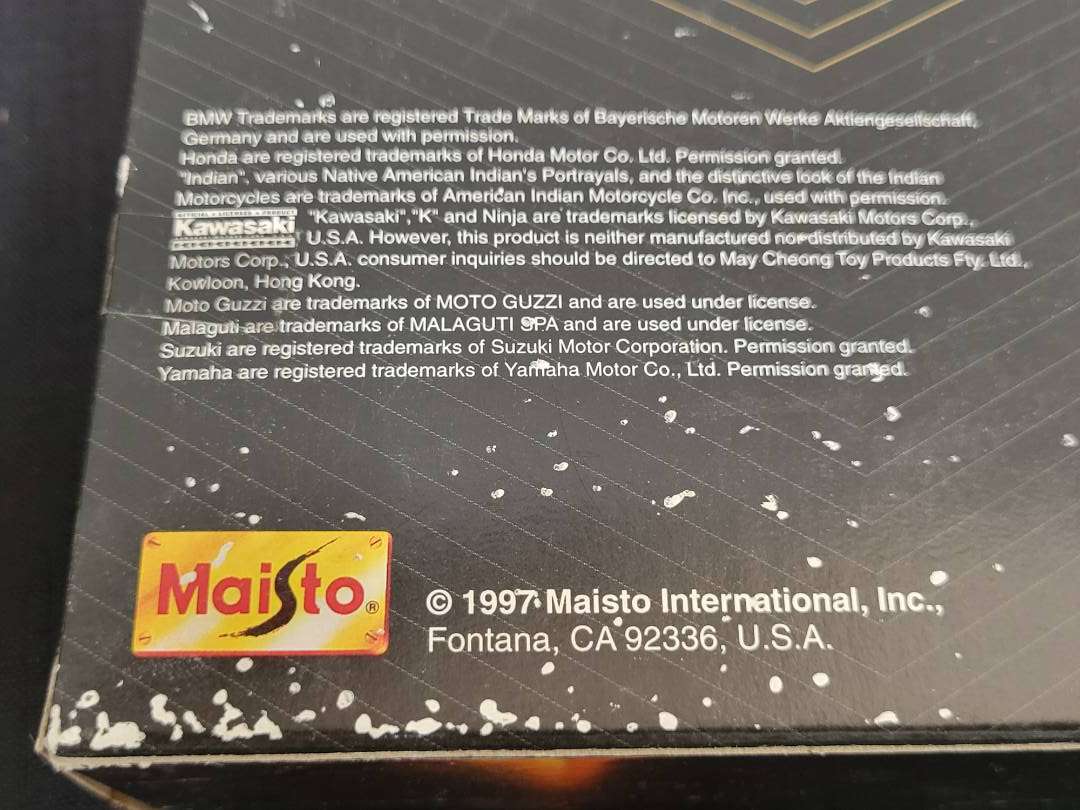 BMW Trademarks are registered Trade Marks of Bayerische Motoren Werke Aktiengesellschaft,
Germany and are used with permission.
Honda are registered trademarks of Honda Motor Co. Ltd. Permission granted.
"Indian", various Native American Indian's Portrayals, and the distinctive look of the Indian
Motorcycles are trademarks of American Indian Motorcycle Co. Inc., used with permission.
OFFICIAL • LICENSED • PRODUCT
Kawasaki
"Kawasaki","K" and Ninja are trademarks licensed by Kawasaki Motors Corp.,
U.S.A. However, this product is neither manufactured nor distributed by Kawasaki
Motors Corp., U.S.A. consumer inquiries should be directed to May Cheong Toy Products Fty. Ltd.,
Kowloon, Hong Kong.
Moto Guzzi are trademarks of MOTO GUZZI and are used under license.
Malaguti are trademarks of MALAGUTI SPA and are used under license.
Suzuki are registered trademarks of Suzuki Motor Corporation. Permission granted.
Yamaha are registered trademarks of Yamaha Motor Co., Ltd. Permission granted.
Maisto®
© 1997 Maisto International, Inc.,
Fontana, CA 92336, U.S.A.